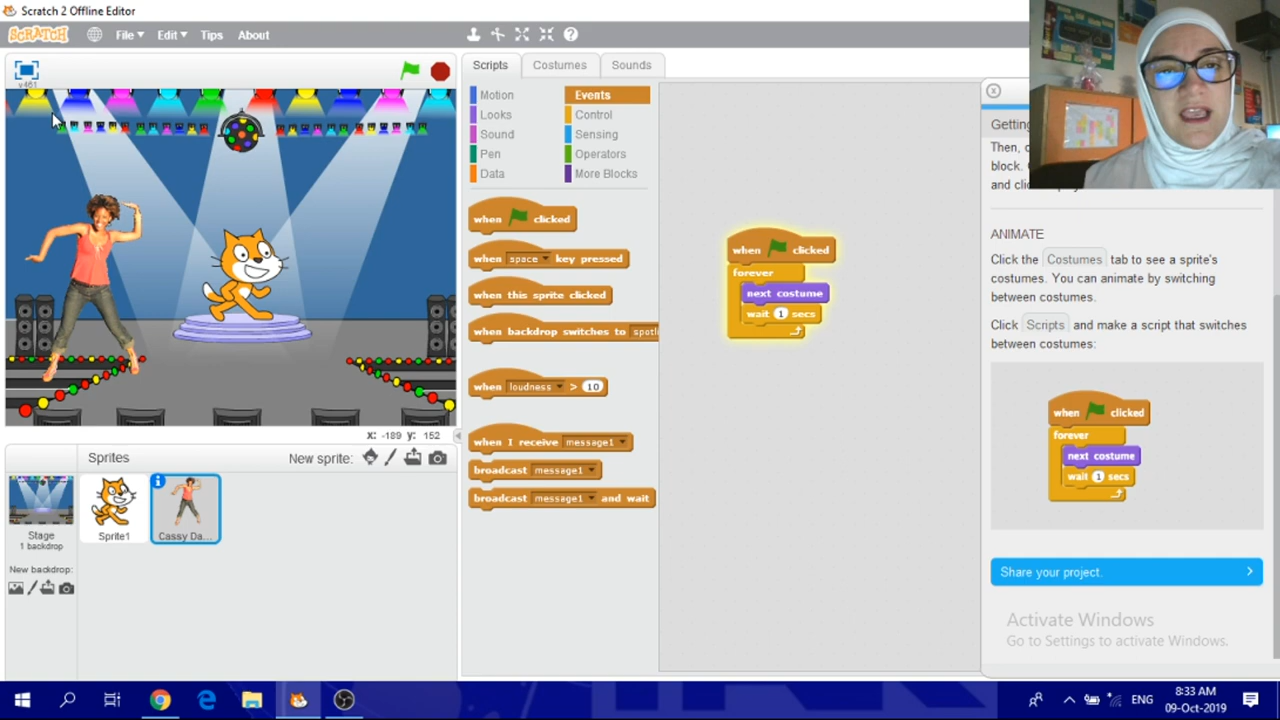 Scratch 2 Offline Editor
SCRATCH File Edit Tips About
v461
Scripts Costumes Sounds
Motion Events
Looks Control
Sound Sensing
Pen Operators
Data More Blocks
when clicked
when space key pressed
when this sprite clicked
when backdrop switches to
when loudness > 10
when I receive message1
broadcast message1
broadcast message1 and wait
when clicked
forever
next costume
wait 1 secs
Getting
Then,
block.
and
ANIMATE
Click the Costumes tab to see a sprite's
costumes. You can animate by switching
between costumes.
Click Scripts and make a script that switches
between costumes:
when clicked
forever
next costume
wait 1 secs
Share your project.
Activate Windows
Go to Settings to activate Windows.
x: -189 y: 152
Sprites New sprite:
Stage
1 backdrop
Sprite1
Cassy Da...
New backdrop:
ENG
8:33 AM
09-Oct-2019